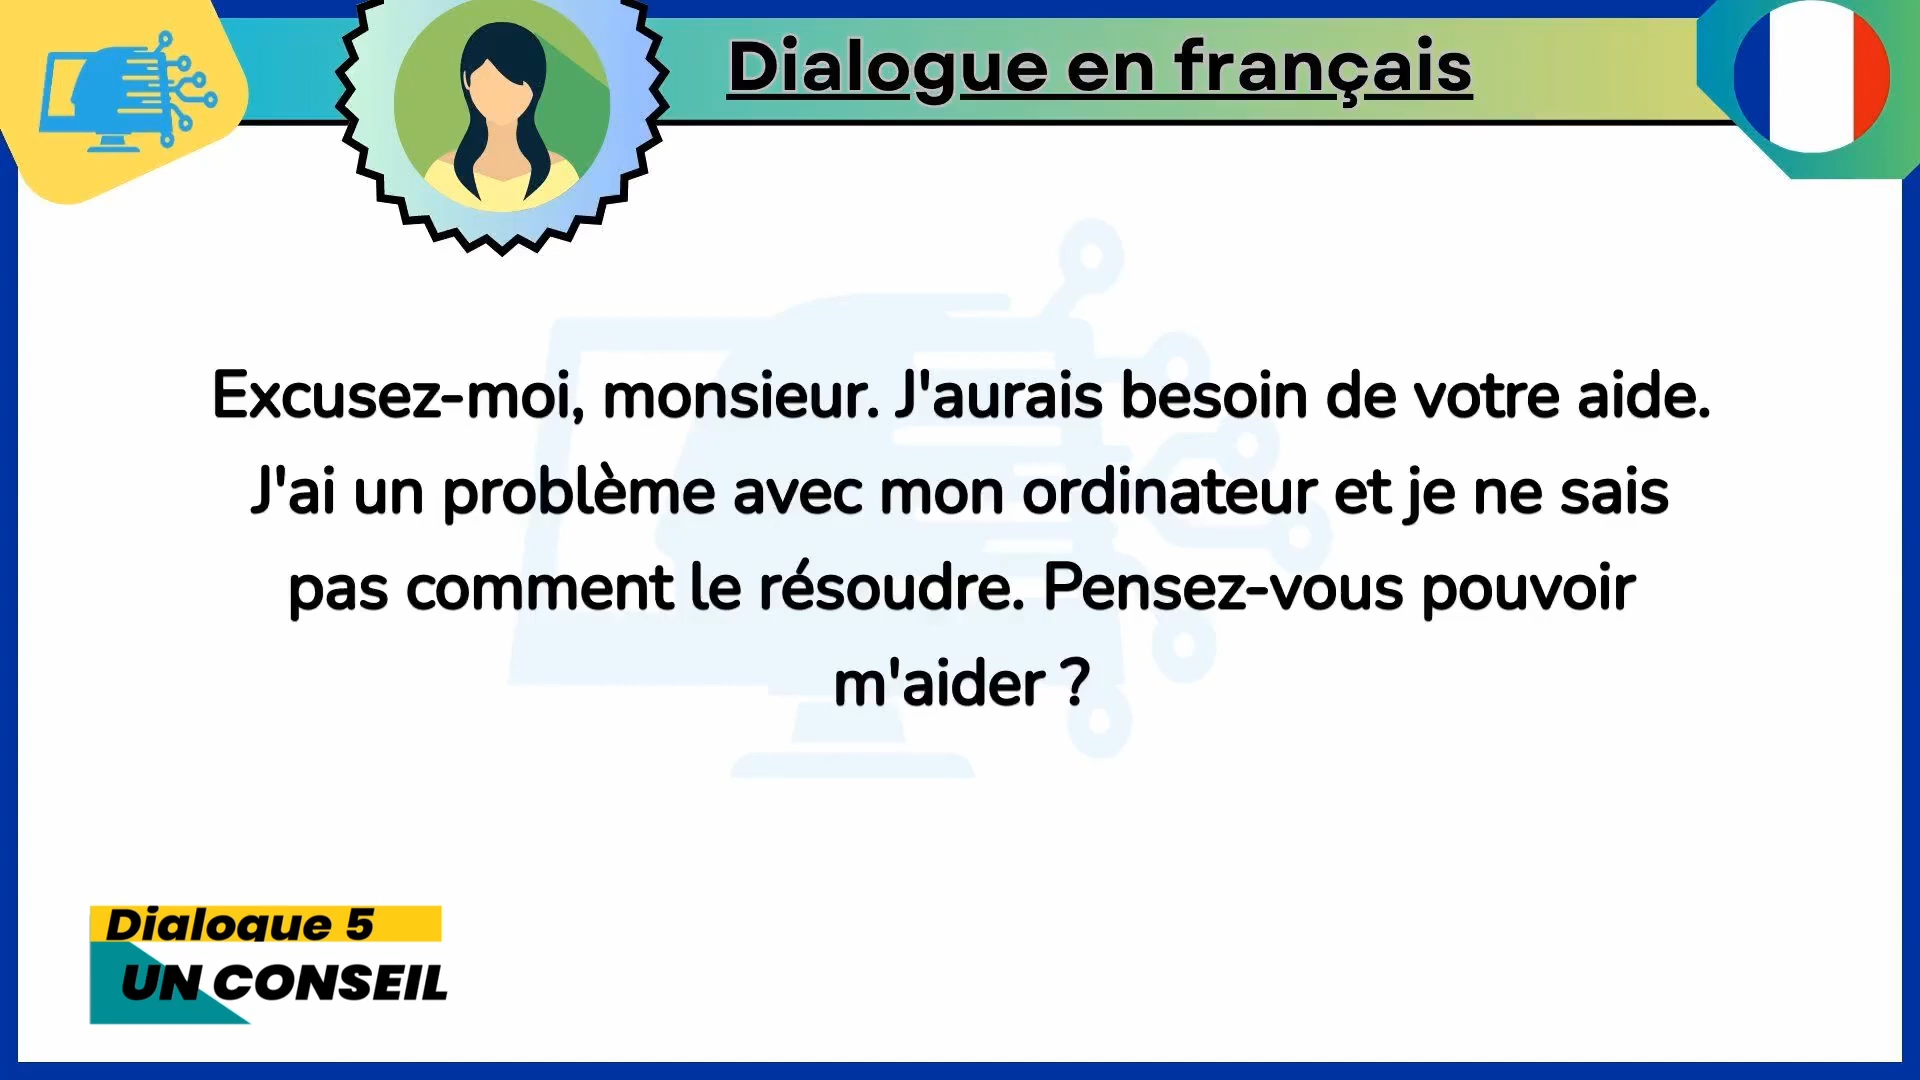 Dialogue en français
Excusez-moi, monsieur. J'aurais besoin de votre aide.
J'ai un problème avec mon ordinateur et je ne sais
pas comment le résoudre. Pensez-vous pouvoir
m'aider ?
Dialogue 5
UN CONSEIL